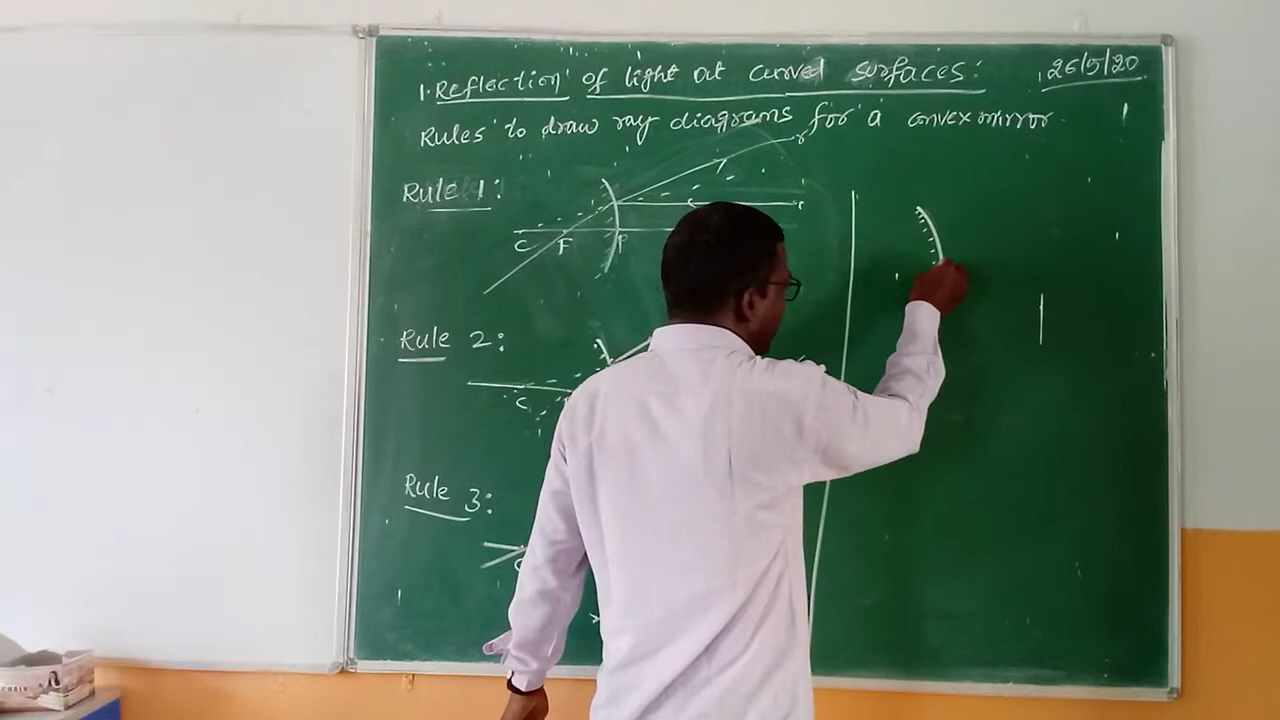 1. Reflection of light at curved surfaces: 26/5/20
Rules to draw ray diagrams for a convex mirror
Rule 1:
C F P
Rule 2:
C
Rule 3:
CHAIR